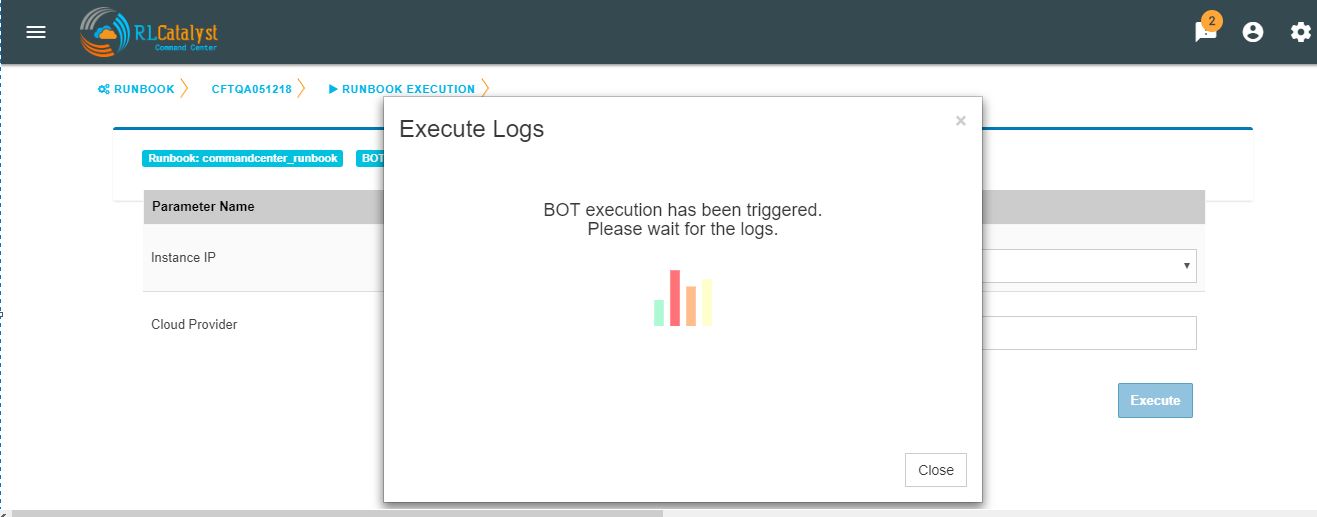 2
RLCatalyst
Command Center
RUNBOOK CFTQA051218 RUNBOOK EXECUTION
Execute Logs ×
Runbook: commandcenter_runbook BOT
BOT execution has been triggered.
Please wait for the logs.
Parameter Name
Instance IP
Cloud Provider
Execute
Close